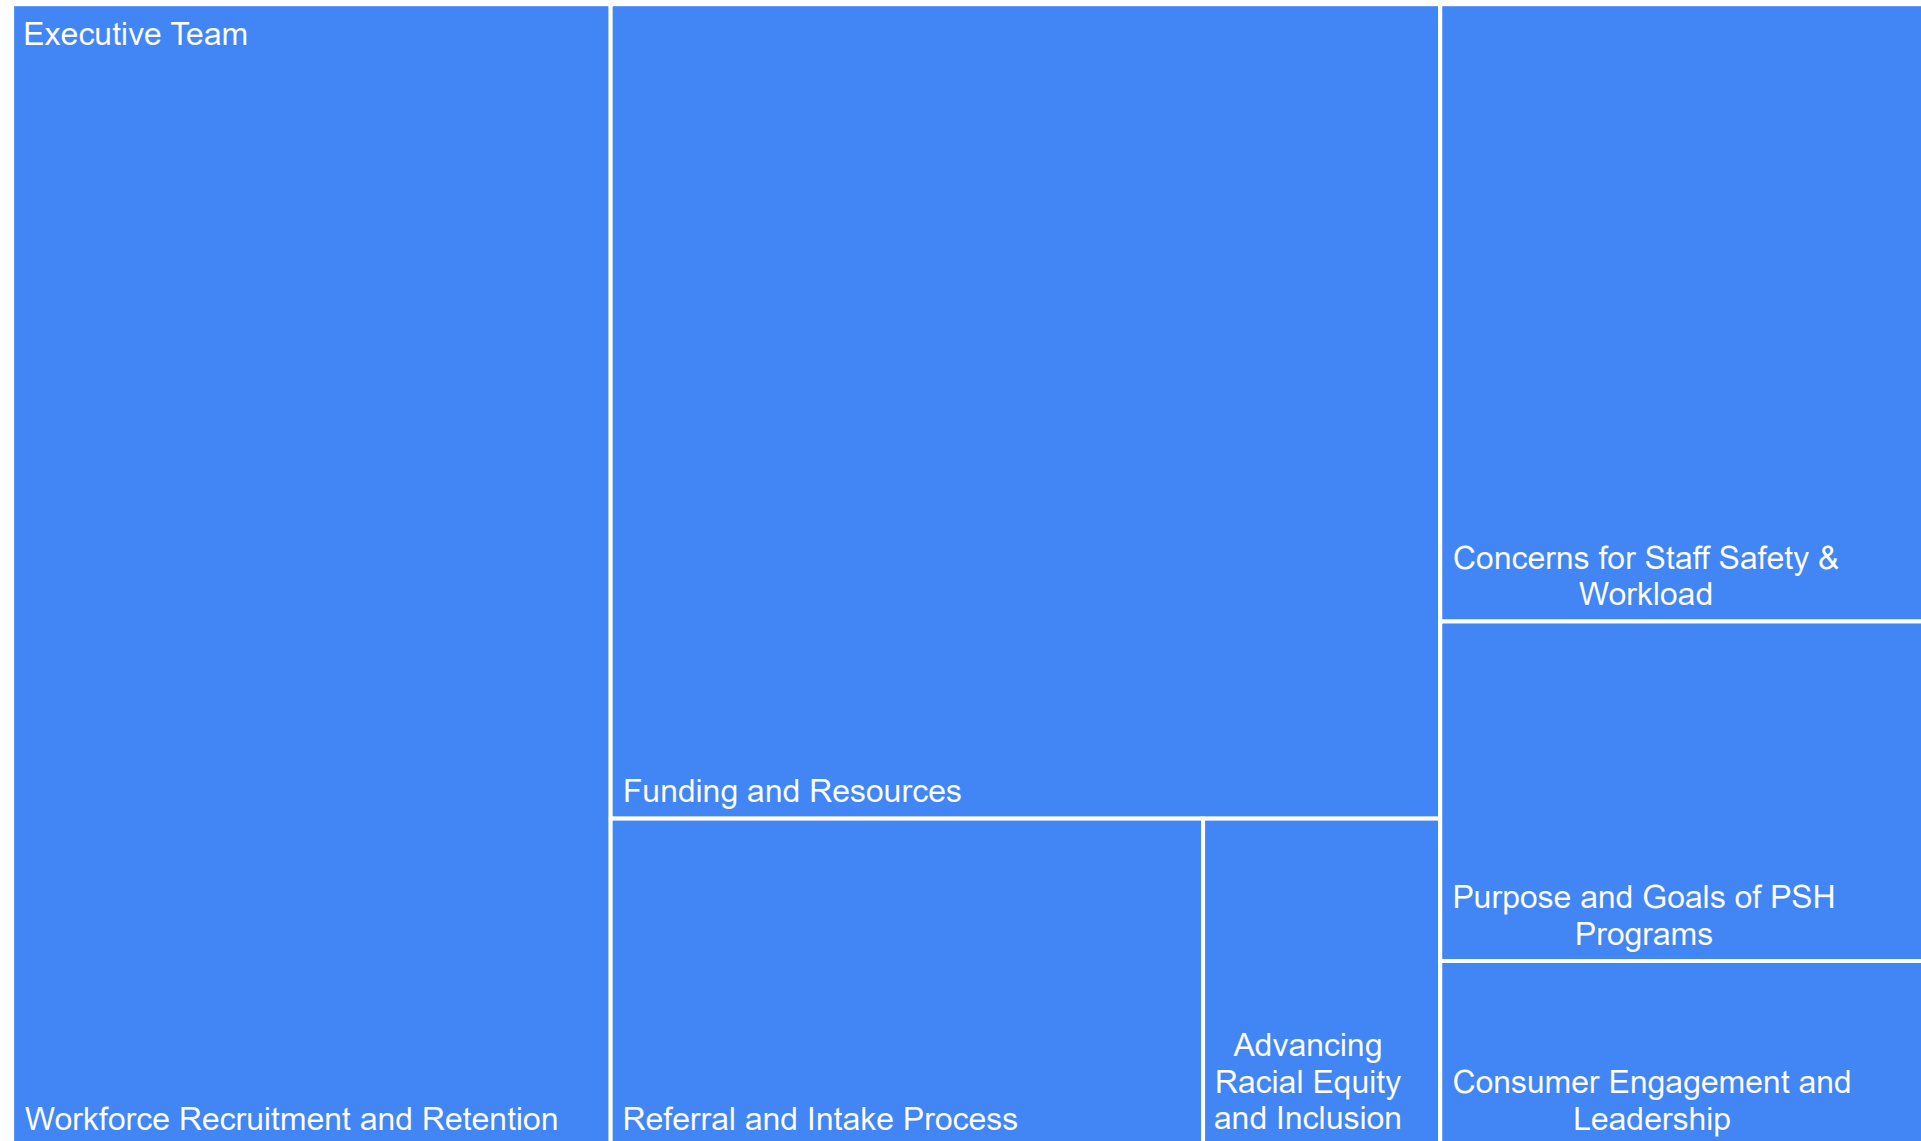 Executive Team
Workforce Recruitment and Retention
Funding and Resources
Referral and Intake Process
Advancing
Racial Equity
and Inclusion
Concerns for Staff Safety &
Workload
Purpose and Goals of PSH
Programs
Consumer Engagement and
Leadership